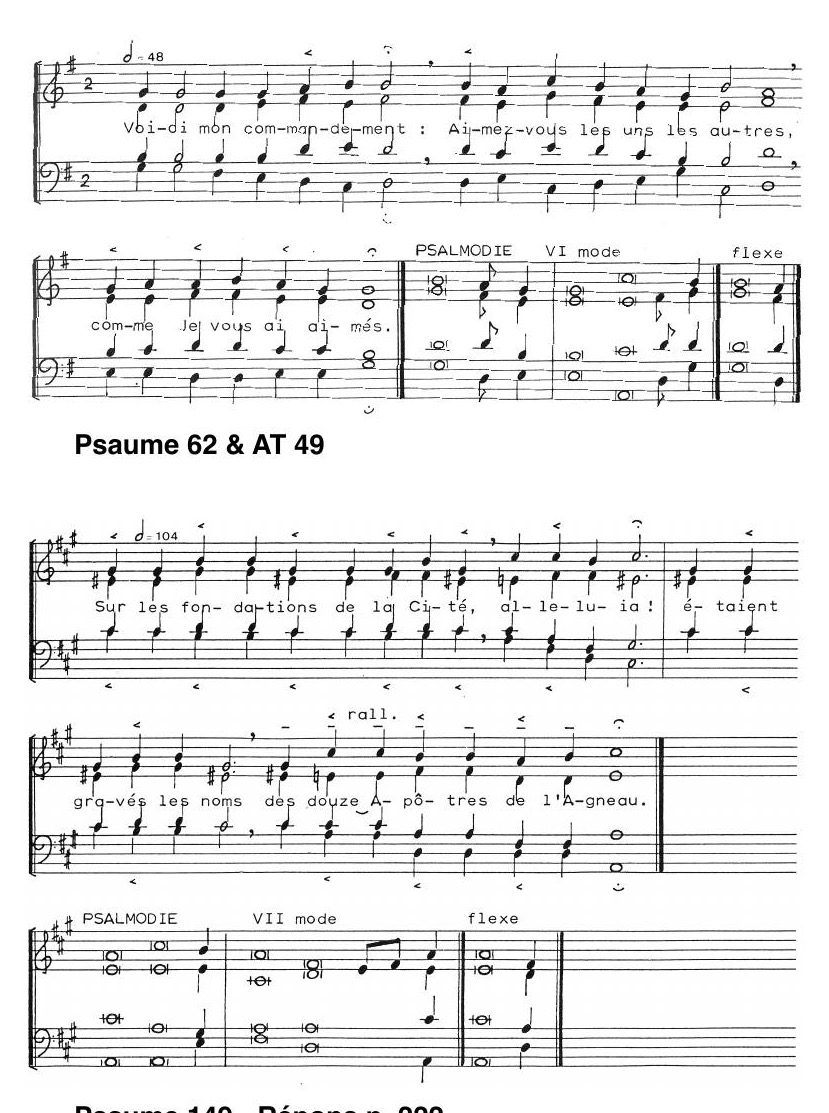 𝅗𝅥 = 48
2
Voi-di mon com-man-de-ment : Ai-mez-vous les uns les au-tres,
2
PSALMODIE VI mode flexe
com-me Je vous ai ai- més.
Psaume 62 & AT 49
𝅗𝅥 = 104
Sur les fon- da-tions de la Ci-té, al-le-lu- ia ! é-taient
rall.
gra-vés les noms des douze A- pô- tres de l'A-gneau.
PSALMODIE VII mode flexe